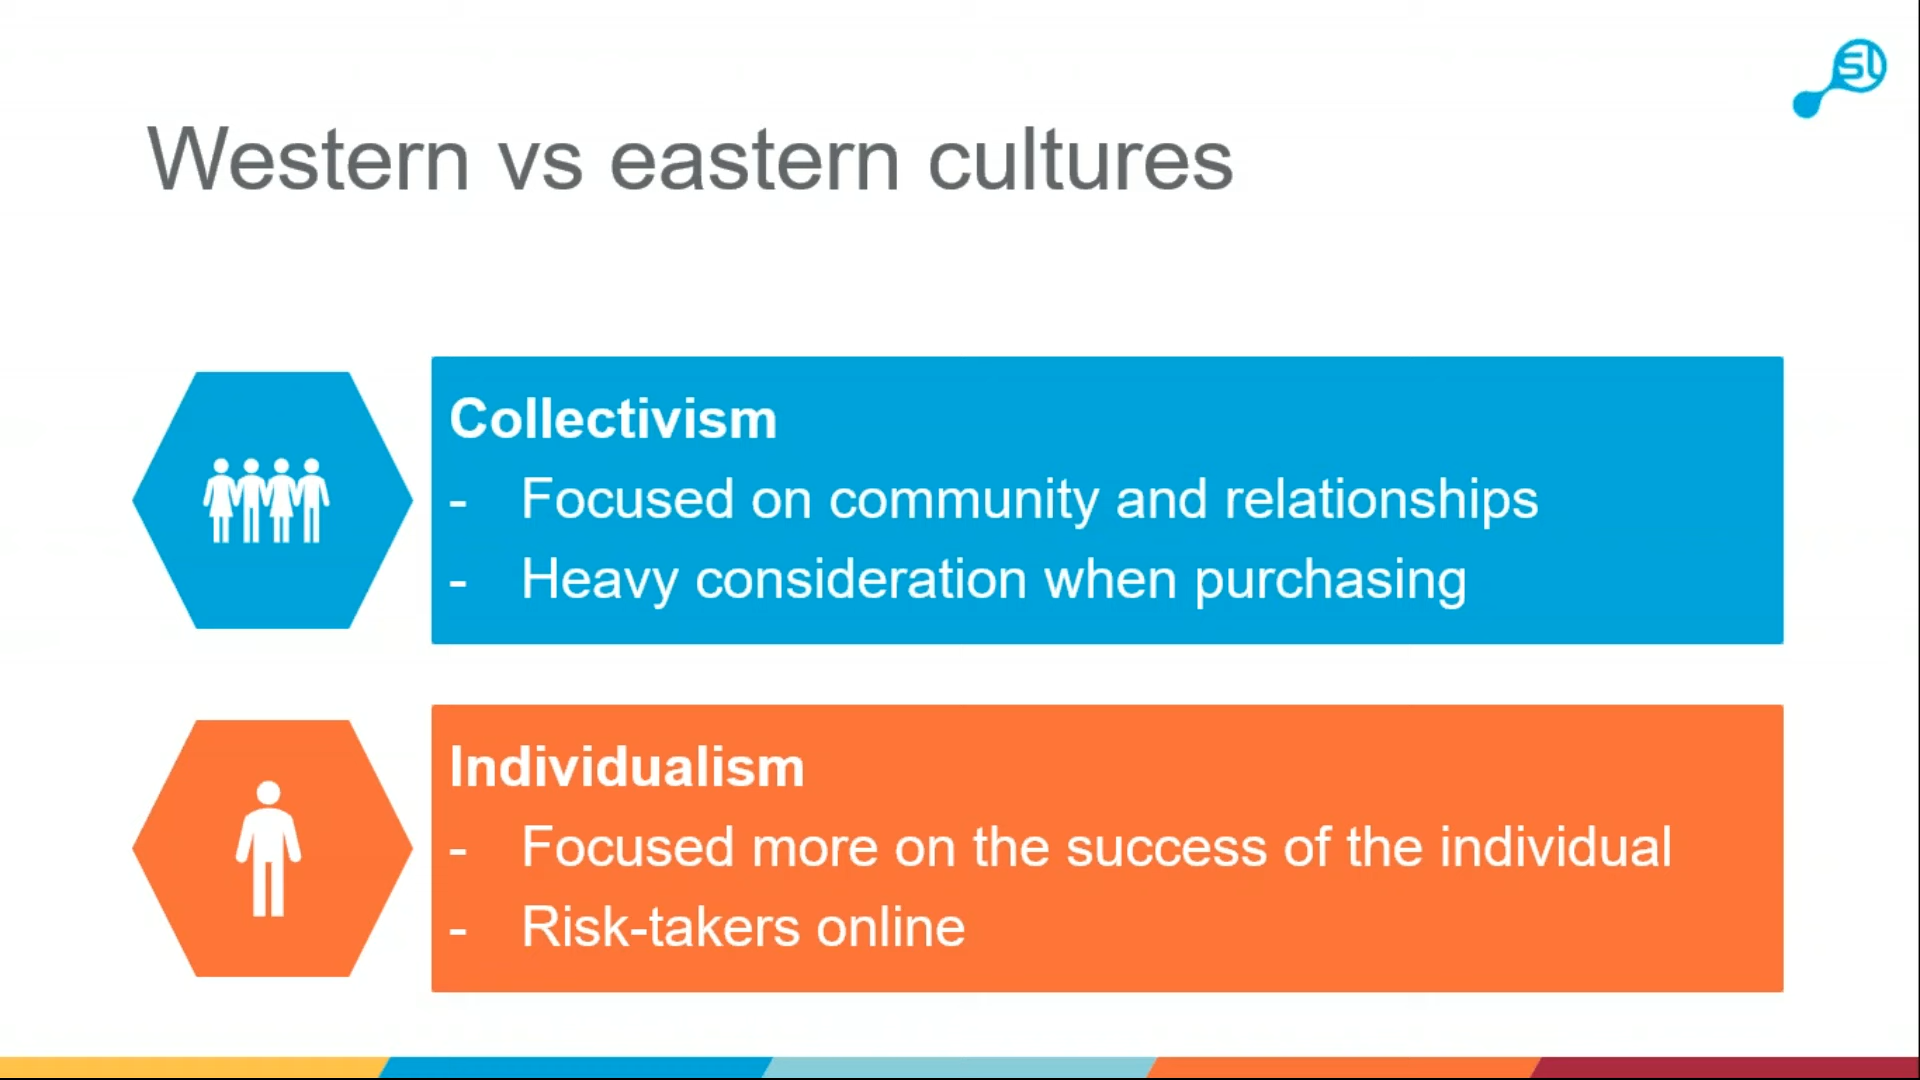 SL
Western vs eastern cultures
Collectivism
- Focused on community and relationships
- Heavy consideration when purchasing
Individualism
- Focused more on the success of the individual
- Risk-takers online